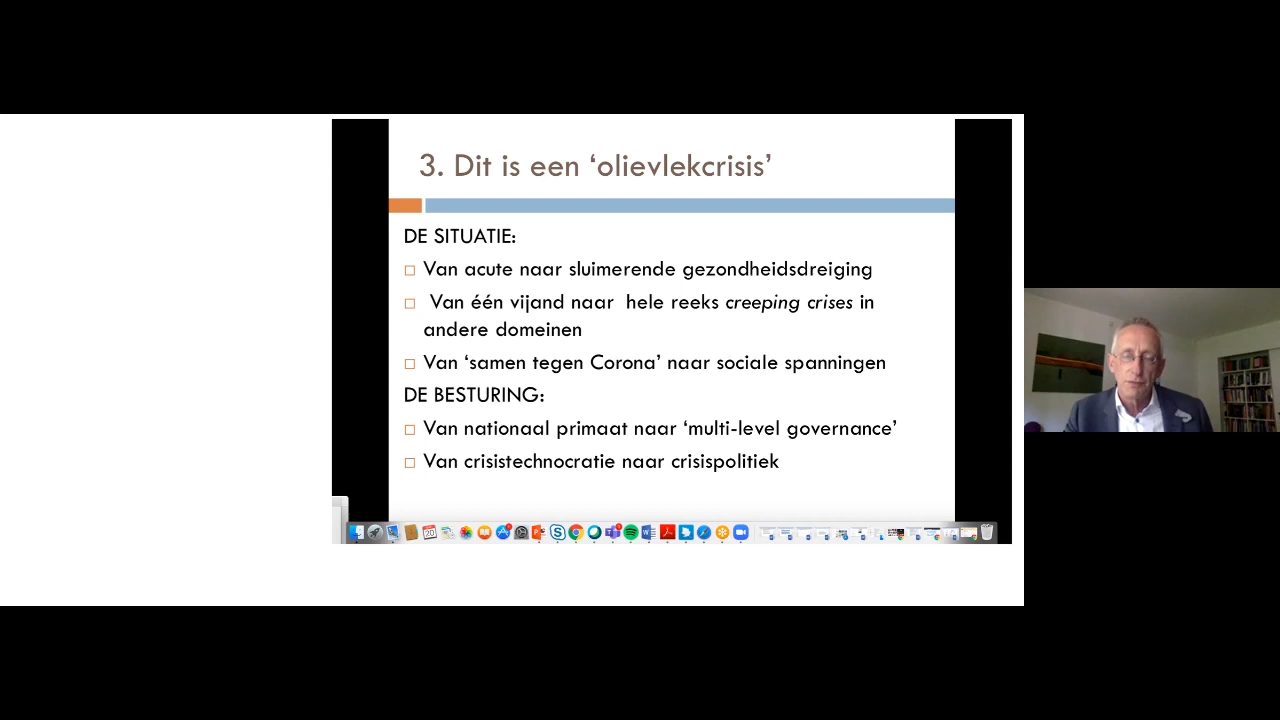 3. Dit is een ‘olievlekcrisis’
DE SITUATIE:
Van acute naar sluimerende gezondheidsdreiging
Van één vijand naar hele reeks creeping crises in
andere domeinen
Van ‘samen tegen Corona’ naar sociale spanningen
DE BESTURING:
Van nationaal primaat naar ‘multi-level governance’
Van crisistechnocratie naar crisispolitiek
20